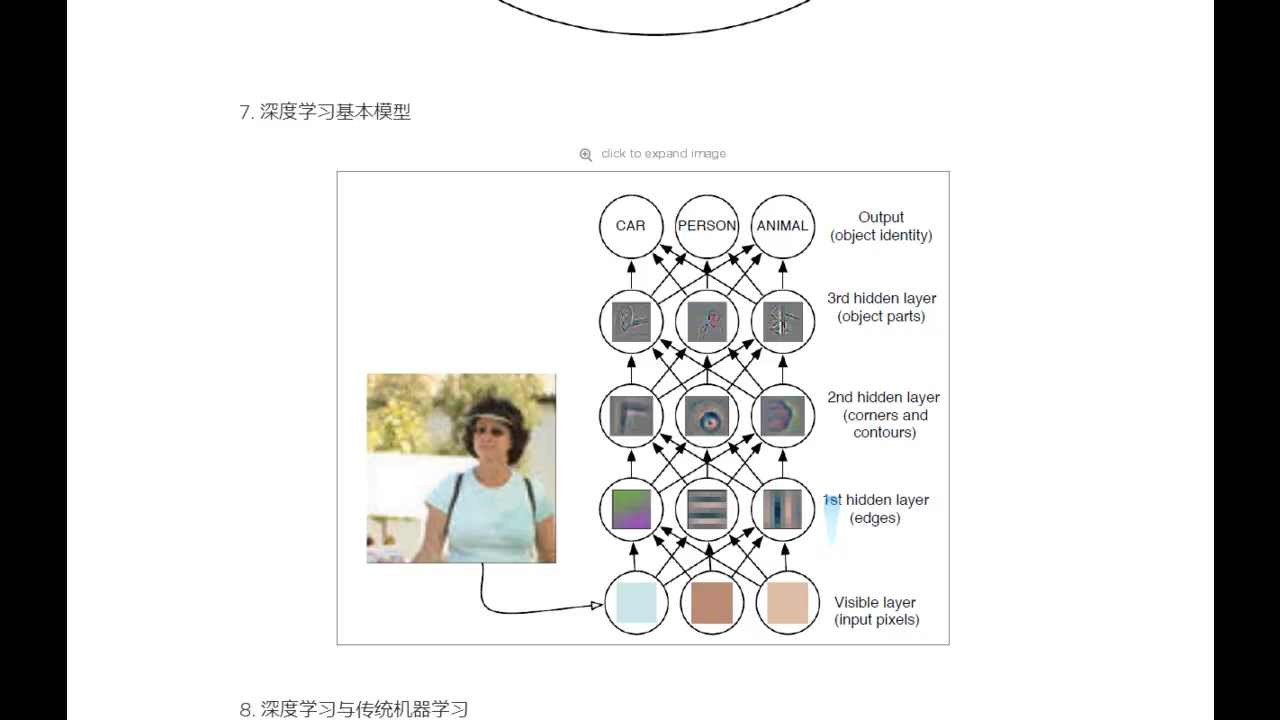 7. 深度学习基本模型
click to expand image
CAR
PERSON
ANIMAL
Output
(object identity)
3rd hidden layer
(object parts)
2nd hidden layer
(corners and
contours)
1st hidden layer
(edges)
Visible layer
(input pixels)
8. 深度学习与传统机器学习